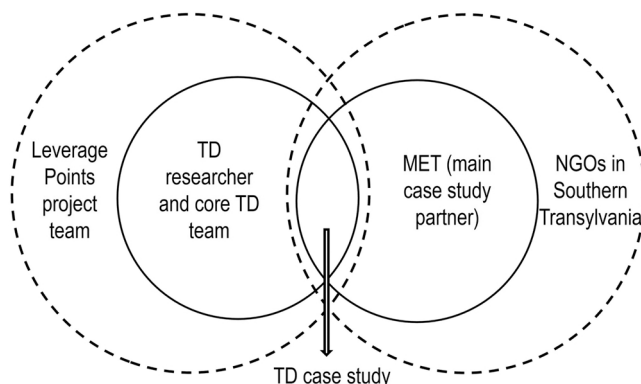 Leverage
Points
project
team
TD
researcher
and core TD
team
MET (main
case study
partner)
NGOs in
Southern
Transylvania
TD case study